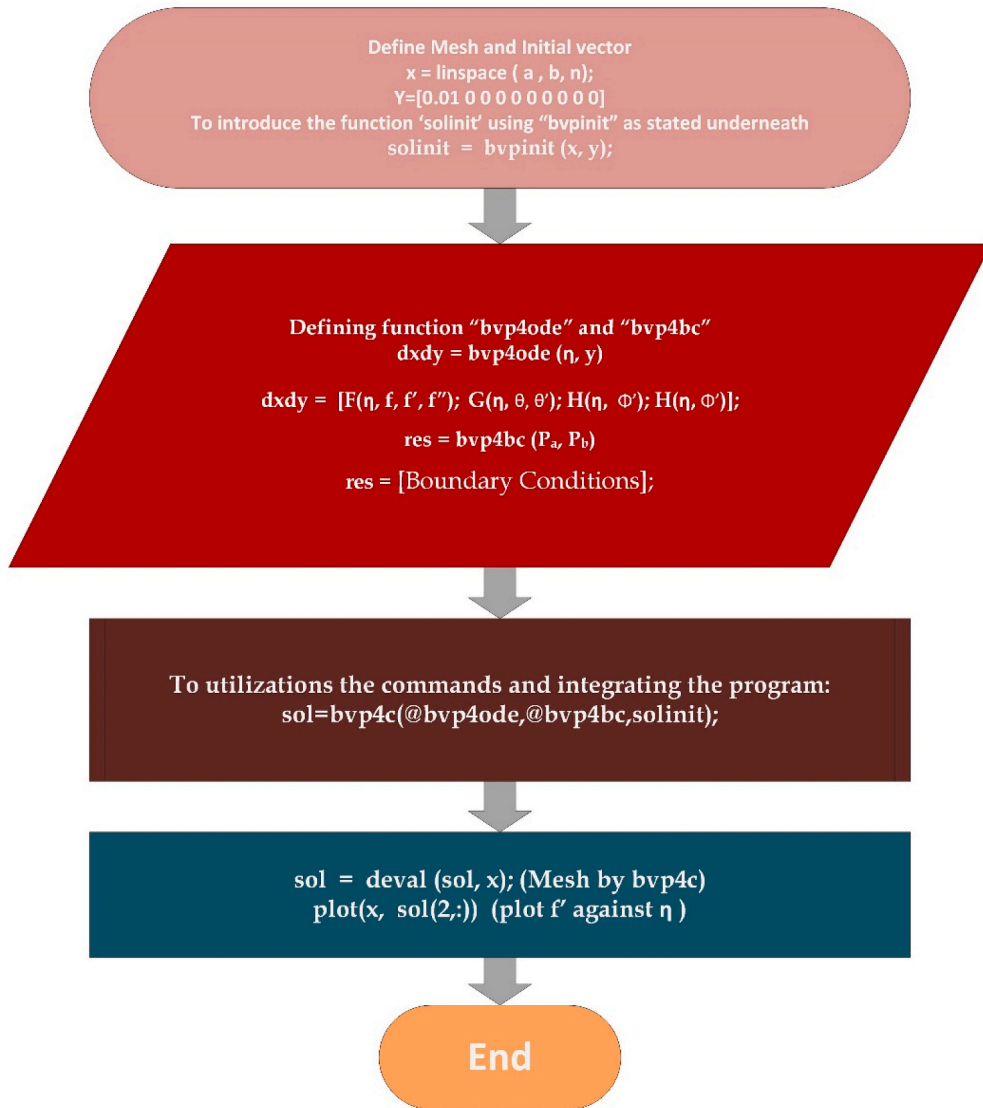 Define Mesh and Initial vector
x = linspace ( a , b, n);
Y=[0.01 0 0 0 0 0 0 0 0 0]
To introduce the function ‘solinit’ using “bvpinit” as stated underneath
solinit = bvpinit (x, y);
Defining function “bvp4ode” and “bvp4bc”
dxdy = bvp4ode (η, y)
dxdy = [F(η, f, f′, f″); G(η, θ, θ′); H(η, Φ′); H(η, Φ′)];
res = bvp4bc (Pₐ, P_b)
res = [Boundary Conditions];
To utilizations the commands and integrating the program:
sol=bvp4c(@bvp4ode,@bvp4bc,solinit);
sol = deval (sol, x); (Mesh by bvp4c)
plot(x, sol(2,:)) (plot f′ against η )
End